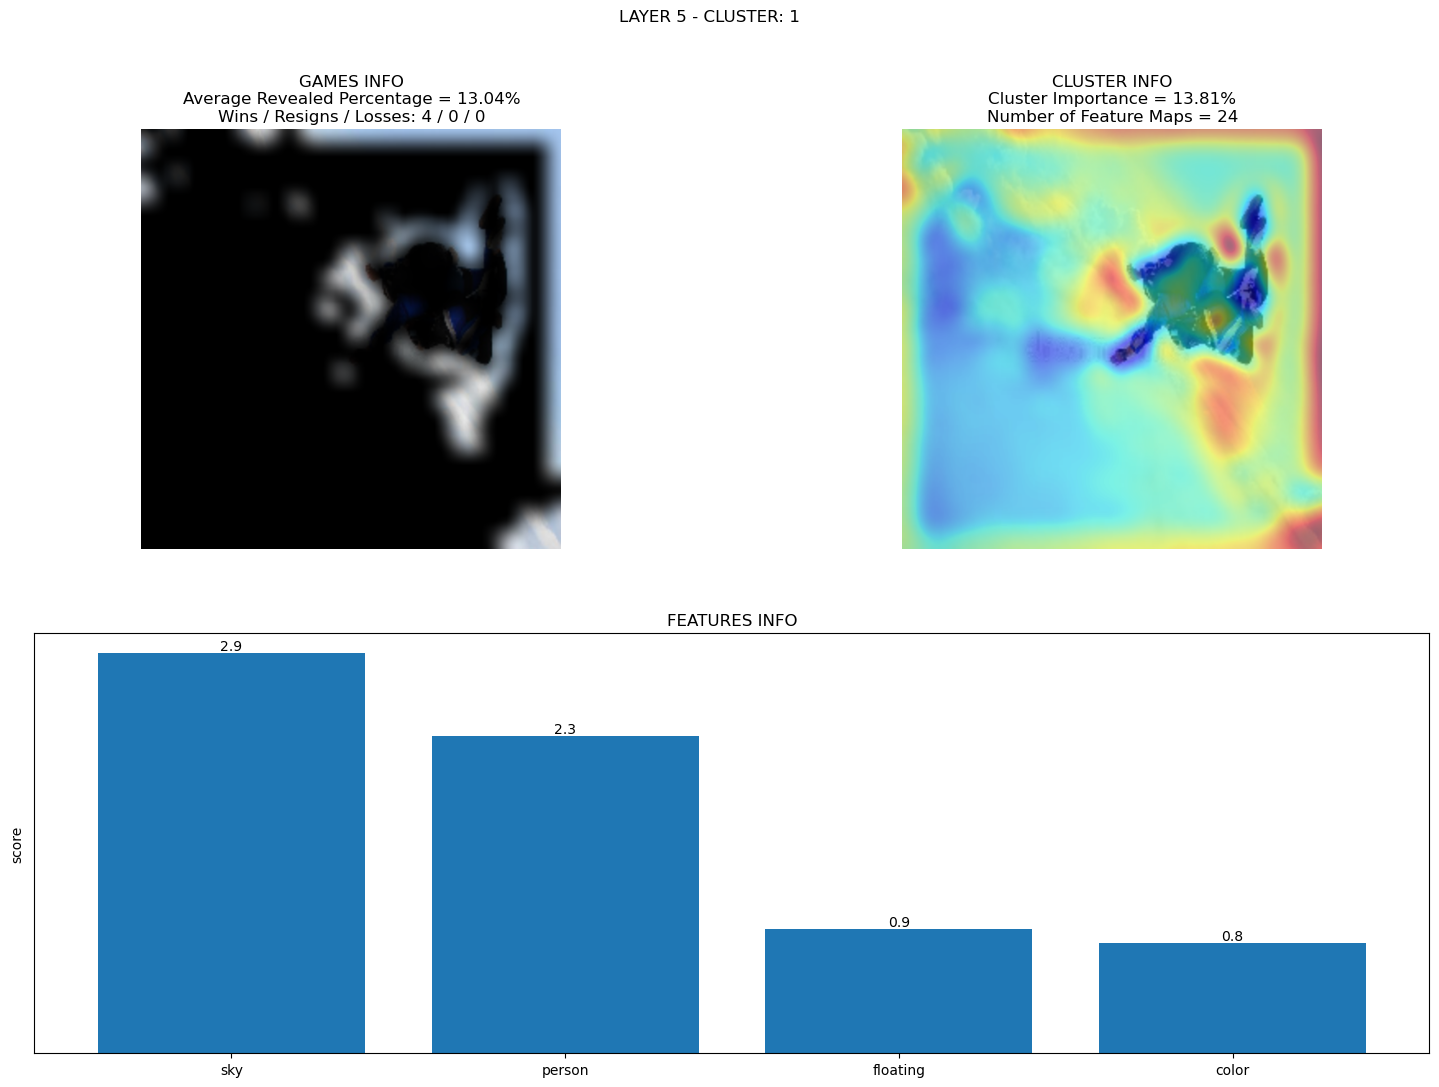 LAYER 5 - CLUSTER: 1
GAMES INFO
Average Revealed Percentage = 13.04%
Wins / Resigns / Losses: 4 / 0 / 0
CLUSTER INFO
Cluster Importance = 13.81%
Number of Feature Maps = 24
FEATURES INFO
score
2.9
2.3
0.9
0.8
sky
person
floating
color